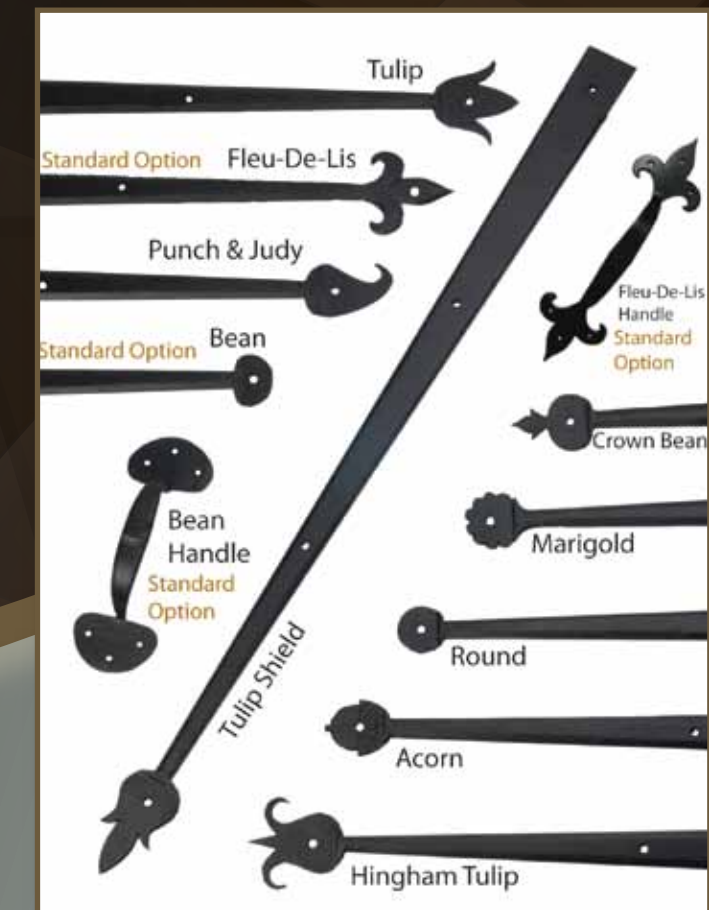 Tulip
Standard Option Fleu-De-Lis
Punch & Judy
Standard Option Bean
Fleu-De-Lis
Handle
Standard
Option
Crown Bean
Bean
Handle
Standard
Option
Marigold
Round
Tulip Shield
Acorn
Hingham Tulip